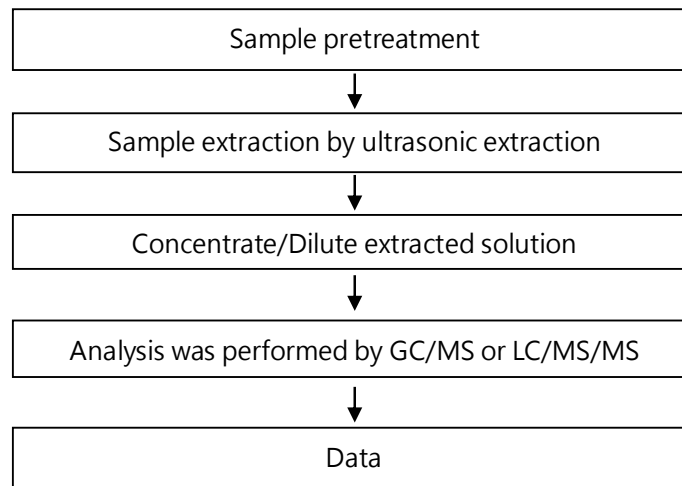 Sample pretreatment
Sample extraction by ultrasonic extraction
Concentrate/Dilute extracted solution
Analysis was performed by GC/MS or LC/MS/MS
Data